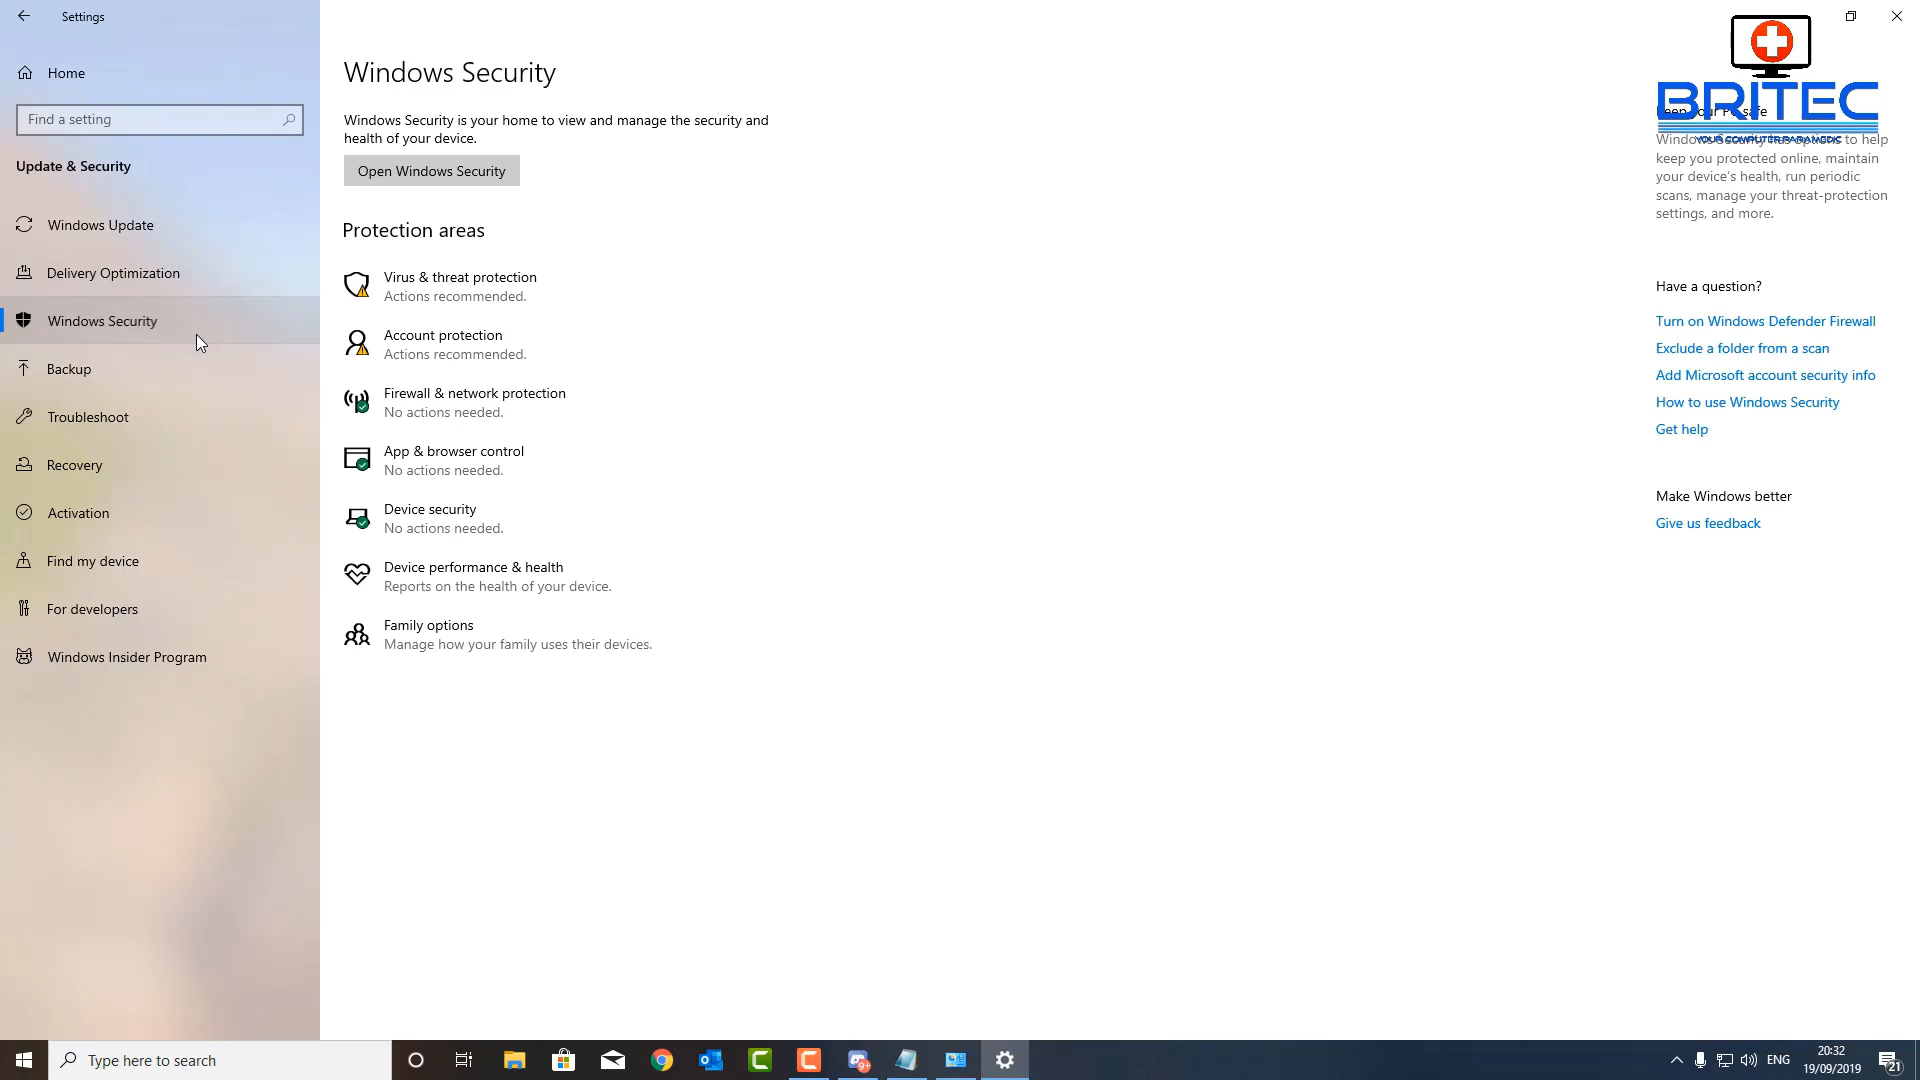 Settings
Home
Find a setting
Update & Security
Windows Update
Delivery Optimization
Windows Security
Backup
Troubleshoot
Recovery
Activation
Find my device
For developers
Windows Insider Program
Windows Security
Windows Security is your home to view and manage the security and
health of your device.
Open Windows Security
Protection areas
Virus & threat protection
Actions recommended.
Account protection
Actions recommended.
Firewall & network protection
No actions needed.
App & browser control
No actions needed.
Device security
No actions needed.
Device performance & health
Reports on the health of your device.
Family options
Manage how your family uses their devices.
BRITEC
YOUR COMPUTER PARAMEDIC
Keep your PC safe
Windows Security has options to help
keep you protected online, maintain
your device's health, run periodic
scans, manage your threat-protection
settings, and more.
Have a question?
Turn on Windows Defender Firewall
Exclude a folder from a scan
Add Microsoft account security info
How to use Windows Security
Get help
Make Windows better
Give us feedback
Type here to search
9+
ENG
20:32
19/09/2019
21